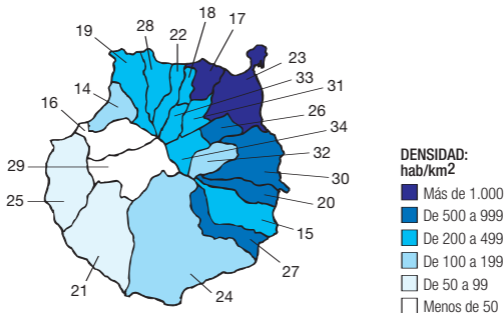 18
17
22
28
19
23
33
31
14
26
16
34
29
32
30
25
20
15
27
21
24
DENSIDAD:
hab/km2
Más de 1.000
De 500 a 999
De 200 a 499
De 100 a 199
De 50 a 99
Menos de 50